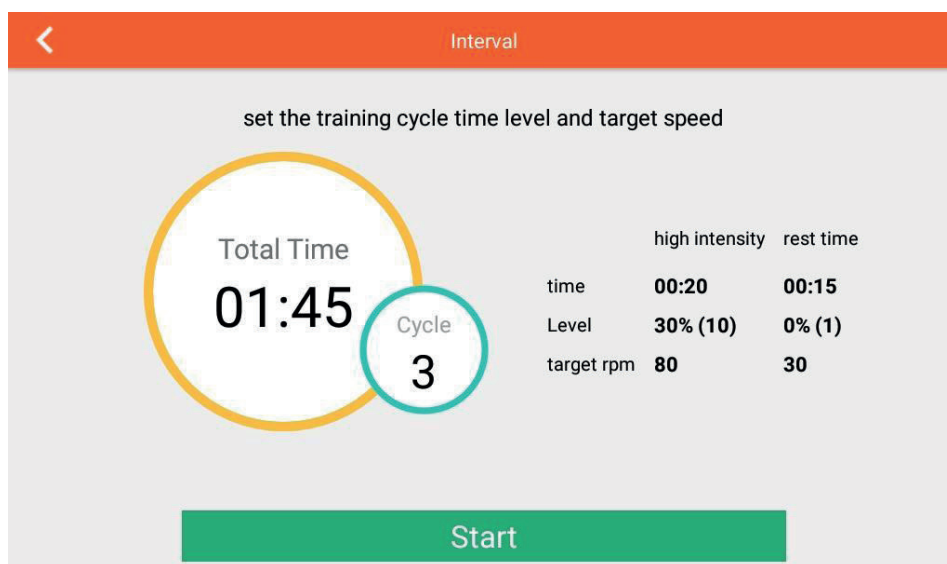 Interval
set the training cycle time level and target speed
Total Time
01:45
Cycle
3
high intensity rest time
time 00:20 00:15
Level 30% (10) 0% (1)
target rpm 80 30
Start